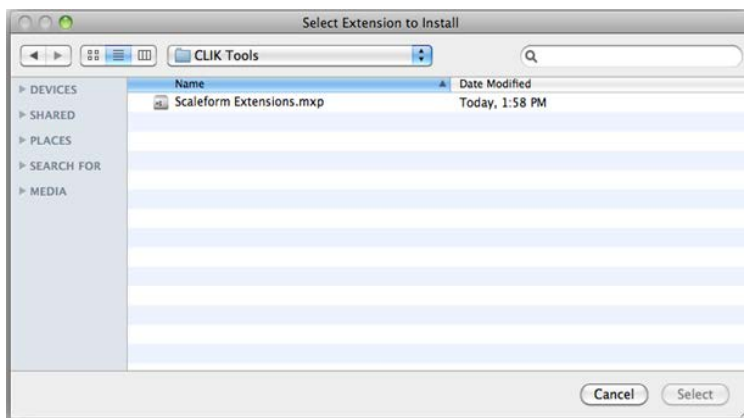 Select Extension to Install
CLIK Tools
Name Date Modified
DEVICES
Scaleform Extensions.mxp Today, 1:58 PM
SHARED
PLACES
SEARCH FOR
MEDIA
Cancel Select